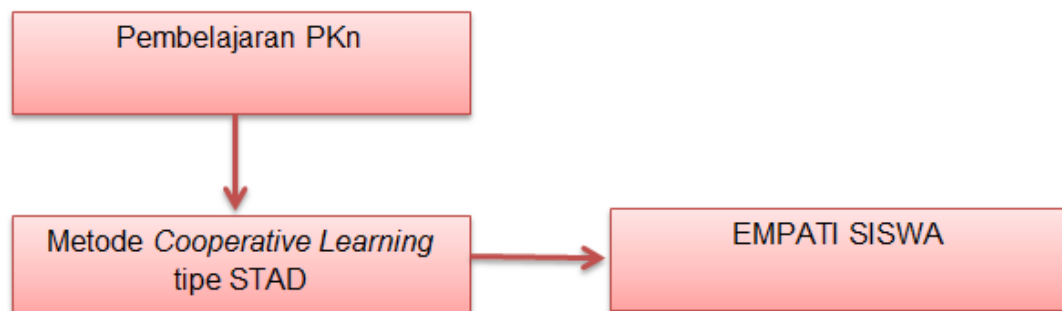 Pembelajaran PKn
Metode Cooperative Learning
tipe STAD
EMPATI SISWA